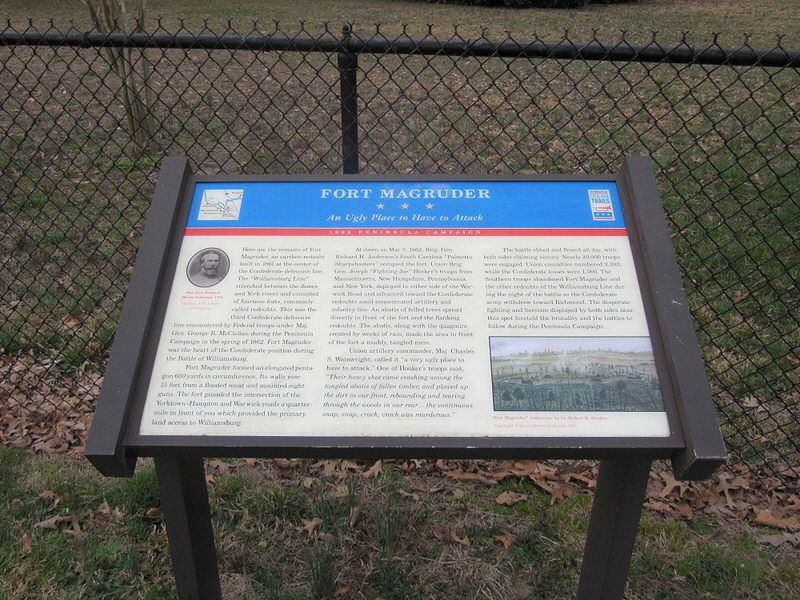 FORT MAGRUDER
An Ugly Place to Have to Attack
1862 PENINSULA CAMPAIGN
TRAILS
Here are the remains of Fort
Magruder, an earthen redoubt
built in 1861 at the center of
the Confederate defensive line.
The "Williamsburg Line"
stretched between the James
and York rivers and consisted
of fourteen forts, commonly
called redoubts. This was the
third Confederate defensive
line encountered by Federal troops under Maj.
Gen. George B. McClellan during the Peninsula
Campaign in the spring of 1862. Fort Magruder
was the heart of the Confederate position during
the Battle of Williamsburg.
Fort Magruder formed an elongated penta-
gon 600 yards in circumference. Its walls rose
15 feet from a flooded moat and mounted eight
guns. The fort guarded the intersection of the
Yorktown-Hampton and Warwick roads a quarter-
mile in front of you which provided the primary
land access to Williamsburg.
At dawn on May 5, 1862, Brig. Gen.
Richard H. Anderson's South Carolina "Palmetto
Sharpshooters" occupied the fort. Union Brig.
Gen. Joseph "Fighting Joe" Hooker's troops from
Massachusetts, New Hampshire, Pennsylvania,
and New York, deployed to either side of the War-
wick Road and advanced toward the Confederate
redoubts amid concentrated artillery and
infantry fire. An abatis of felled trees spread
directly in front of the fort and the flanking
redoubts. The abatis, along with the quagmire
created by weeks of rain, made the area in front
of the fort a muddy, tangled mess.
Union artillery commander, Maj. Charles
S. Wainwright, called it "a very ugly place to
have to attack." One of Hooker's troops said,
"Their heavy shot came crashing among the
tangled abatis of fallen timber, and plowed up
the dirt in our front, rebounding and tearing
through the woods in our rear... the continuous
snap, snap, crack, crack was murderous."
The battle ebbed and flowed all day, with
both sides claiming victory. Nearly 20,000 troops
were engaged. Union casualties numbered 2,283,
while the Confederate losses were 1,560. The
Southern troops abandoned Fort Magruder and
the other redoubts of the Williamsburg Line dur-
ing the night of the battle as the Confederate
army withdrew toward Richmond. The desperate
fighting and heroism displayed by both sides near
this spot foretold the brutality and the battles to
follow during the Peninsula Campaign.
"Fort Magruder" watercolor by Lt. Robert K. Sneden.